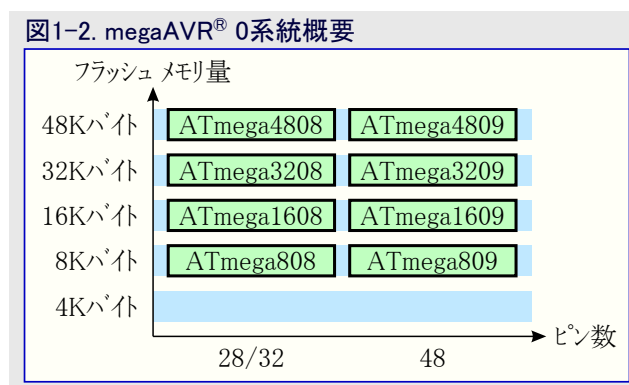 図1-2. megaAVR® 0系統概要
フラッシュ メモリ量
48Kバイト ATmega4808 ATmega4809
32Kバイト ATmega3208 ATmega3209
16Kバイト ATmega1608 ATmega1609
8Kバイト ATmega808 ATmega809
4Kバイト
ピン数
28/32 48